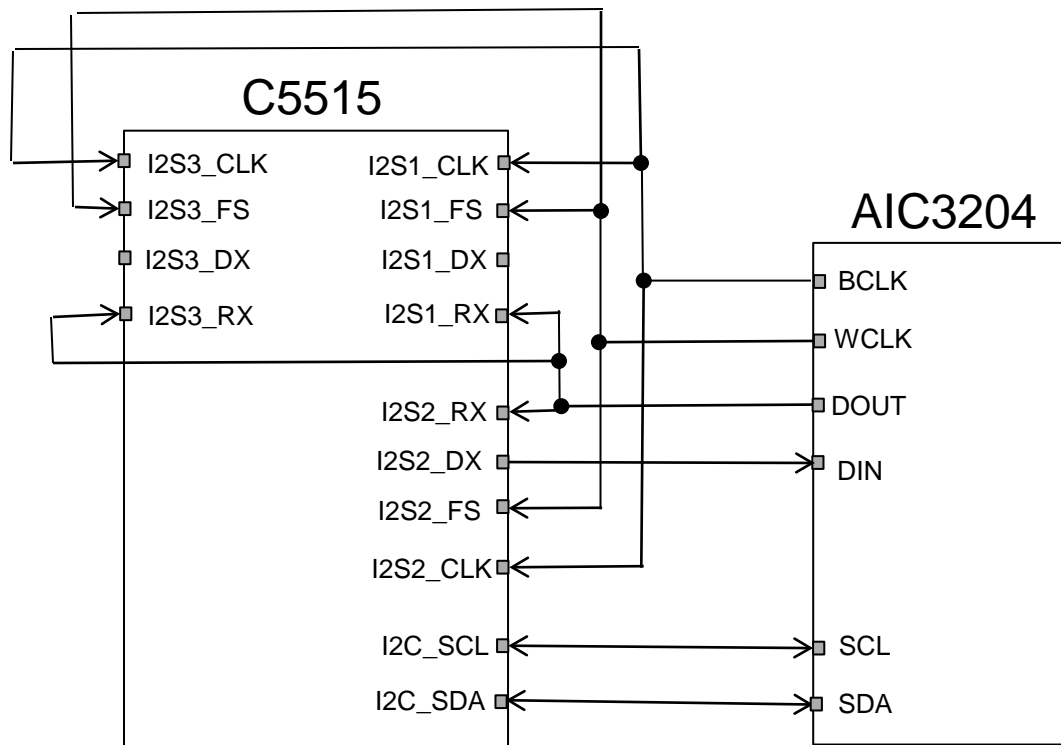 C5515
I2S3_CLK
I2S3_FS
I2S3_DX
I2S3_RX
I2S1_CLK
I2S1_FS
I2S1_DX
I2S1_RX
I2S2_RX
I2S2_DX
I2S2_FS
I2S2_CLK
I2C_SCL
I2C_SDA
AIC3204
BCLK
WCLK
DOUT
DIN
SCL
SDA